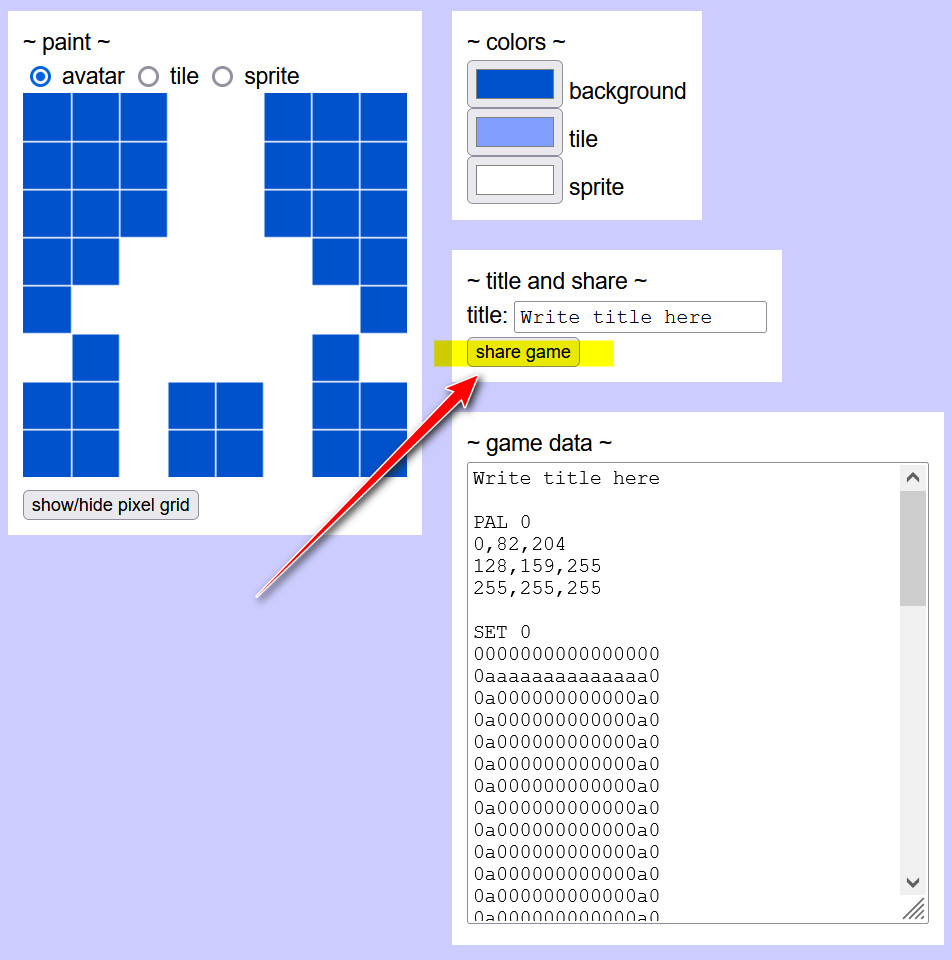 ~ paint ~
avatar tile sprite
show/hide pixel grid
~ colors ~
background
tile
sprite
~ title and share ~
title: Write title here
share game
~ game data ~
Write title here
PAL 0
0,82,204
128,159,255
255,255,255
SET 0
0000000000000000
0aaaaaaaaaaaaaa0
0a000000000000a0
0a000000000000a0
0a000000000000a0
0a000000000000a0
0a000000000000a0
0a000000000000a0
0a000000000000a0
0a000000000000a0
0a000000000000a0
0a000000000000a0
0a000000000000a0